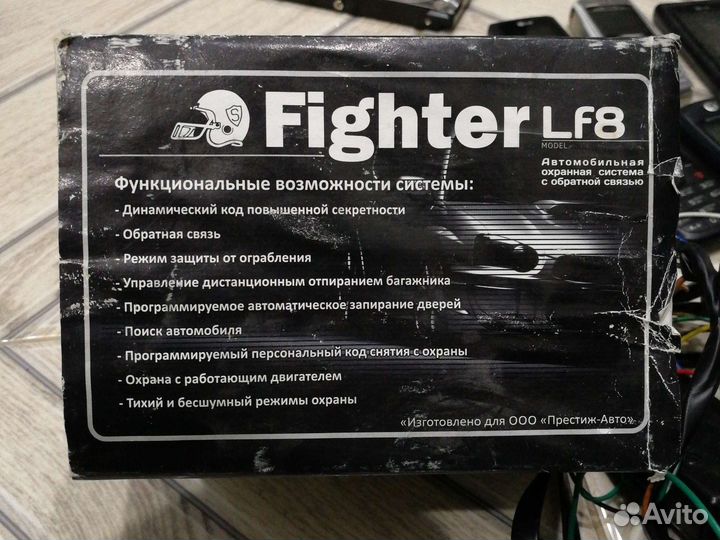 S
Fighter LF8
MODEL
Автомобильная
охранная система
с обратной связью
Функциональные возможности системы:
- Динамический код повышенной секретности
- Обратная связь
- Режим защиты от ограбления
- Управление дистанционным отпиранием багажника
- Программируемое автоматическое запирание дверей
- Поиск автомобиля
- Программируемый персональный код снятия с охраны
- Охрана с работающим двигателем
- Тихий и бесшумный режимы охраны
«Изготовлено для ООО «Престиж-Авто»
Avito